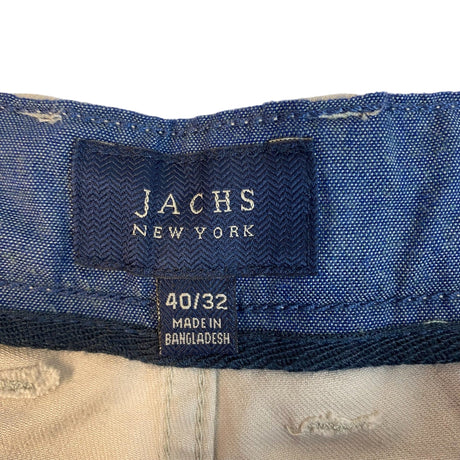 JACHS
NEW YORK
40/32
MADE IN
BANGLADESH